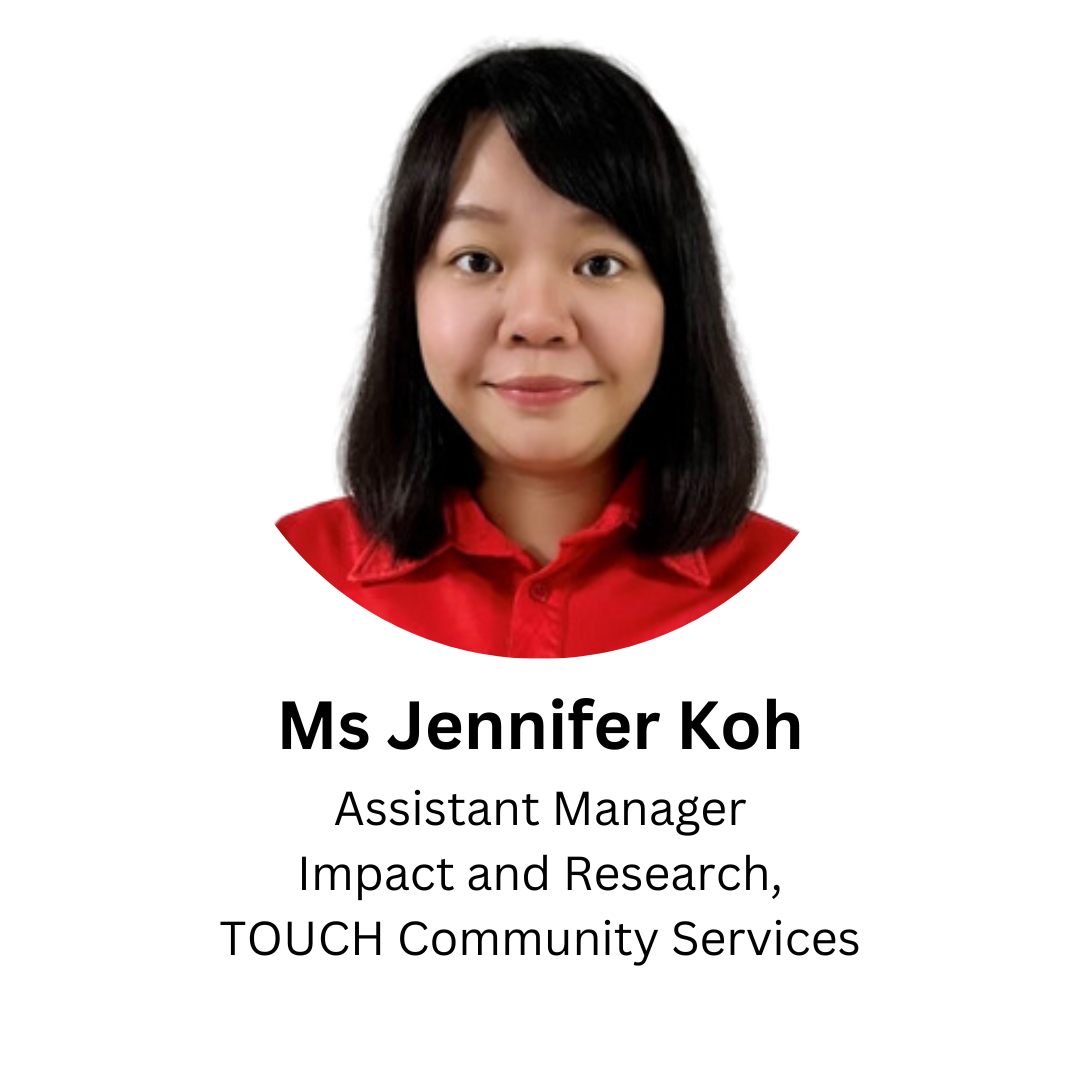 Ms Jennifer Koh
Assistant Manager
Impact and Research,
TOUCH Community Services